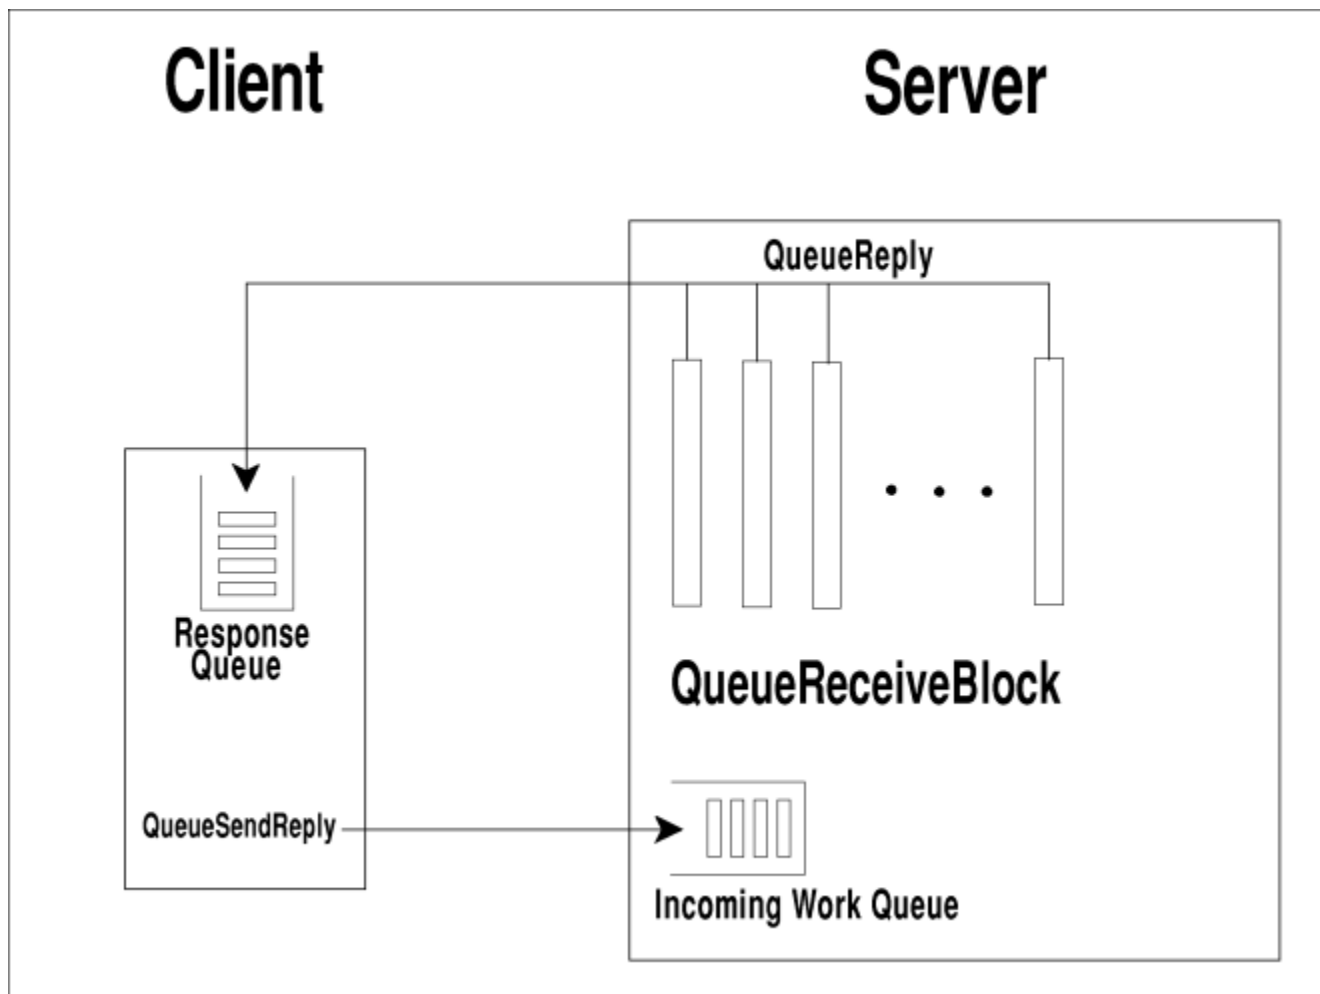 Client
Server
QueueReply
Response
Queue
QueueReceiveBlock
QueueSendReply
Incoming Work Queue